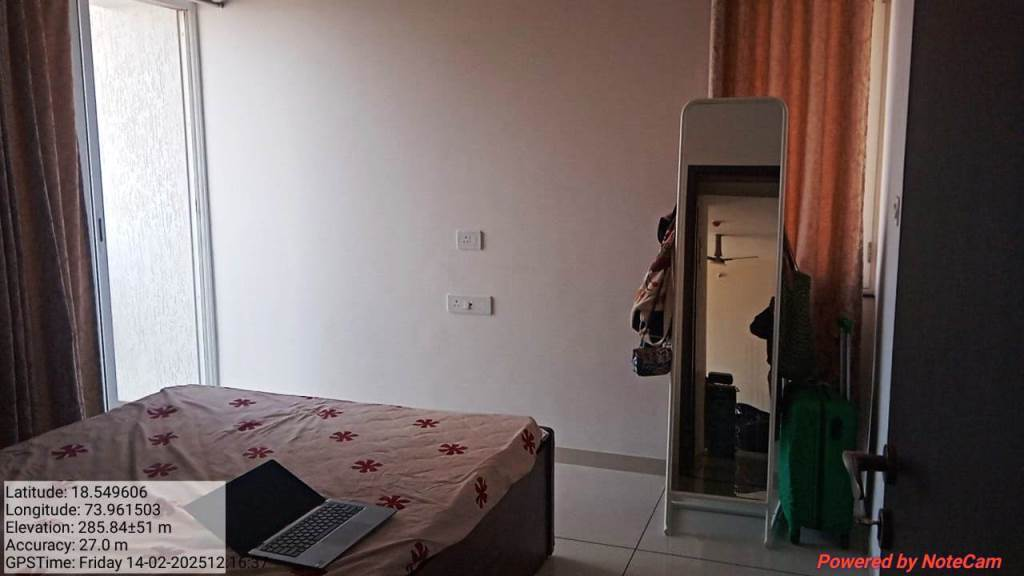 Latitude: 18.549606
Longitude: 73.961503
Elevation: 285.84±51 m
Accuracy: 27.0 m
GPSTime: Friday 14-02-202512:16:37
Powered by NoteCam